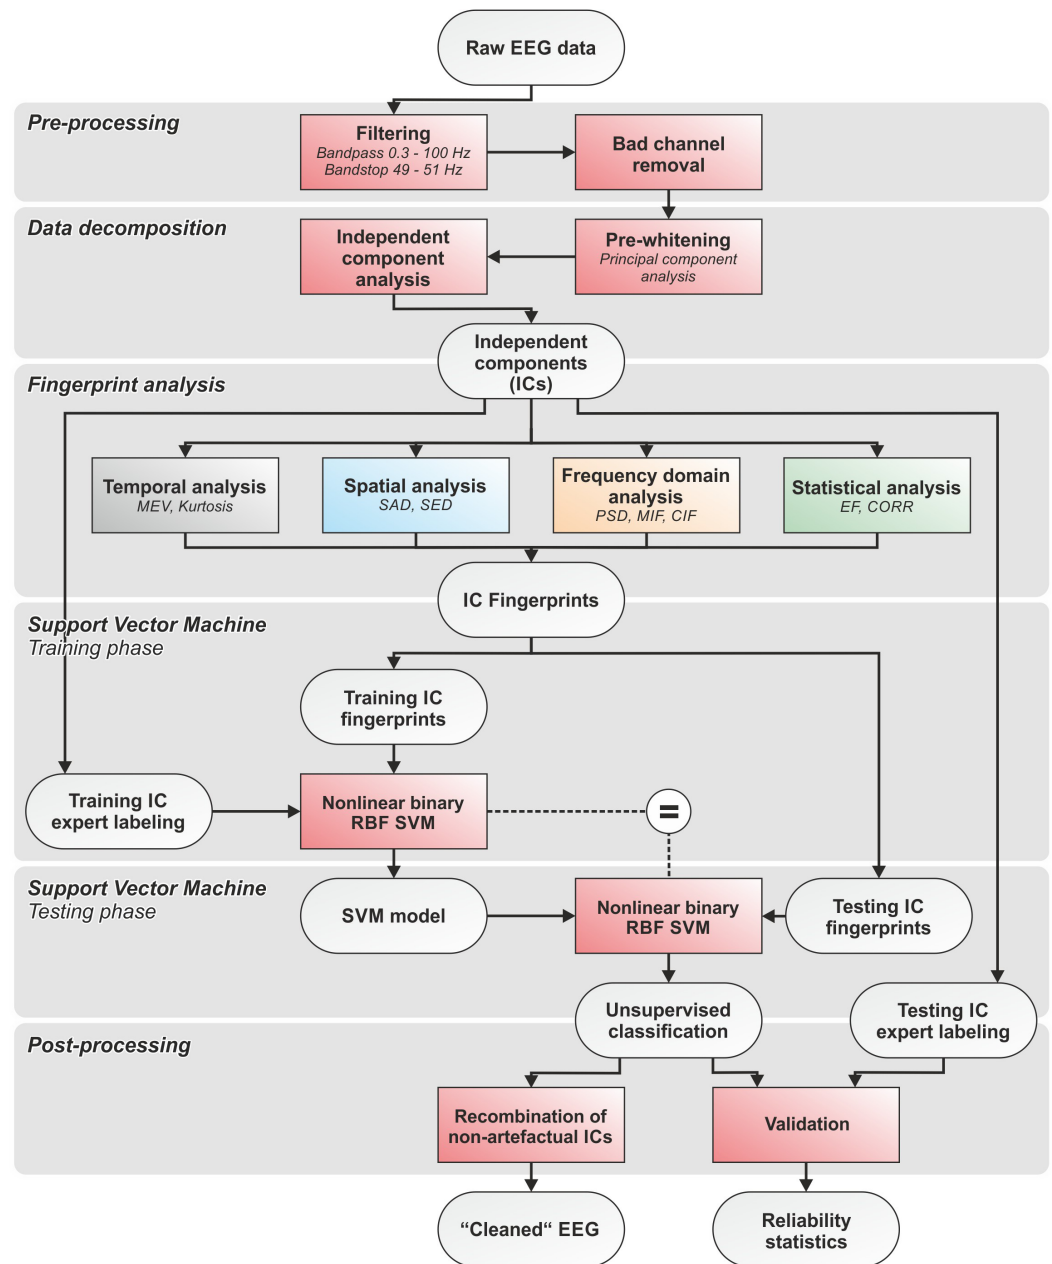 Raw EEG data
Pre-processing
Filtering
Bandpass 0.3 - 100 Hz
Bandstop 49 - 51 Hz
Bad channel
removal
Data decomposition
Independent
component
analysis
Pre-whitening
Principal component
analysis
Independent
components
(ICs)
Fingerprint analysis
Temporal analysis
MEV, Kurtosis
Spatial analysis
SAD, SED
Frequency domain
analysis
PSD, MIF, CIF
Statistical analysis
EF, CORR
IC Fingerprints
Support Vector Machine
Training phase
Training IC
fingerprints
Training IC
expert labeling
Nonlinear binary
RBF SVM
=
Support Vector Machine
Testing phase
SVM model
Nonlinear binary
RBF SVM
Testing IC
fingerprints
Unsupervised
classification
Testing IC
expert labeling
Post-processing
Recombination of
non-artefactual ICs
Validation
“Cleaned“ EEG
Reliability
statistics